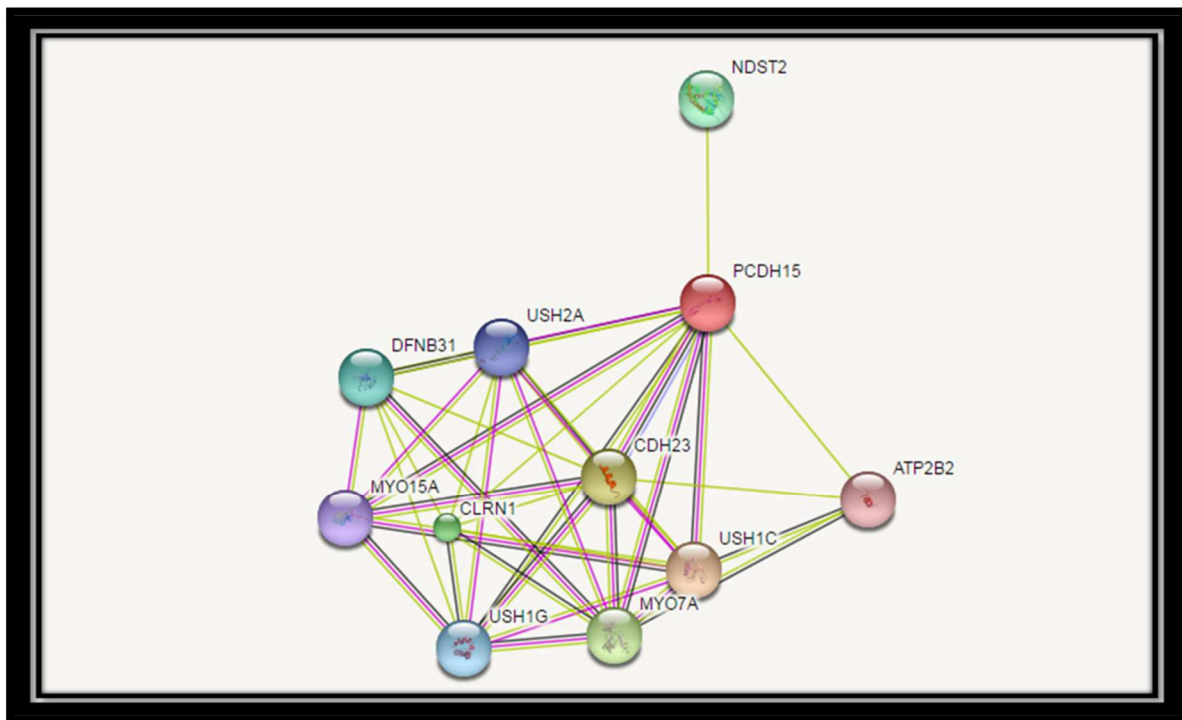 NDST2
PCDH15
USH2A
DFNB31
CDH23
ATP2B2
MYO15A
CLRN1
USH1C
MYO7A
USH1G